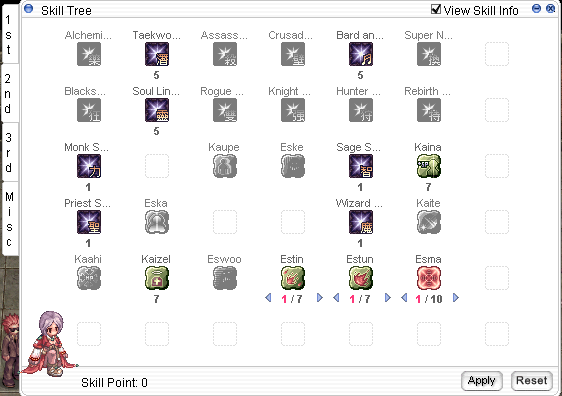 Skill Tree
View Skill Info
1st
2nd
3rd
Misc
Alchemi... Taekwo... Assass... Crusad... Bard an... Super N...
5 5
Blacks... Soul Lin... Rogue ... Knight ... Hunter ... Rebirth ...
5
Monk S... Kaupe Eske Sage S... Kaina
1 1 7
Priest S... Eska Wizard ... Kaite
1 1
Kaahi Kaizel Eswoo Estin Estun Esma
7 1 / 7 1 / 7 1 / 10
Skill Point: 0
Apply Reset